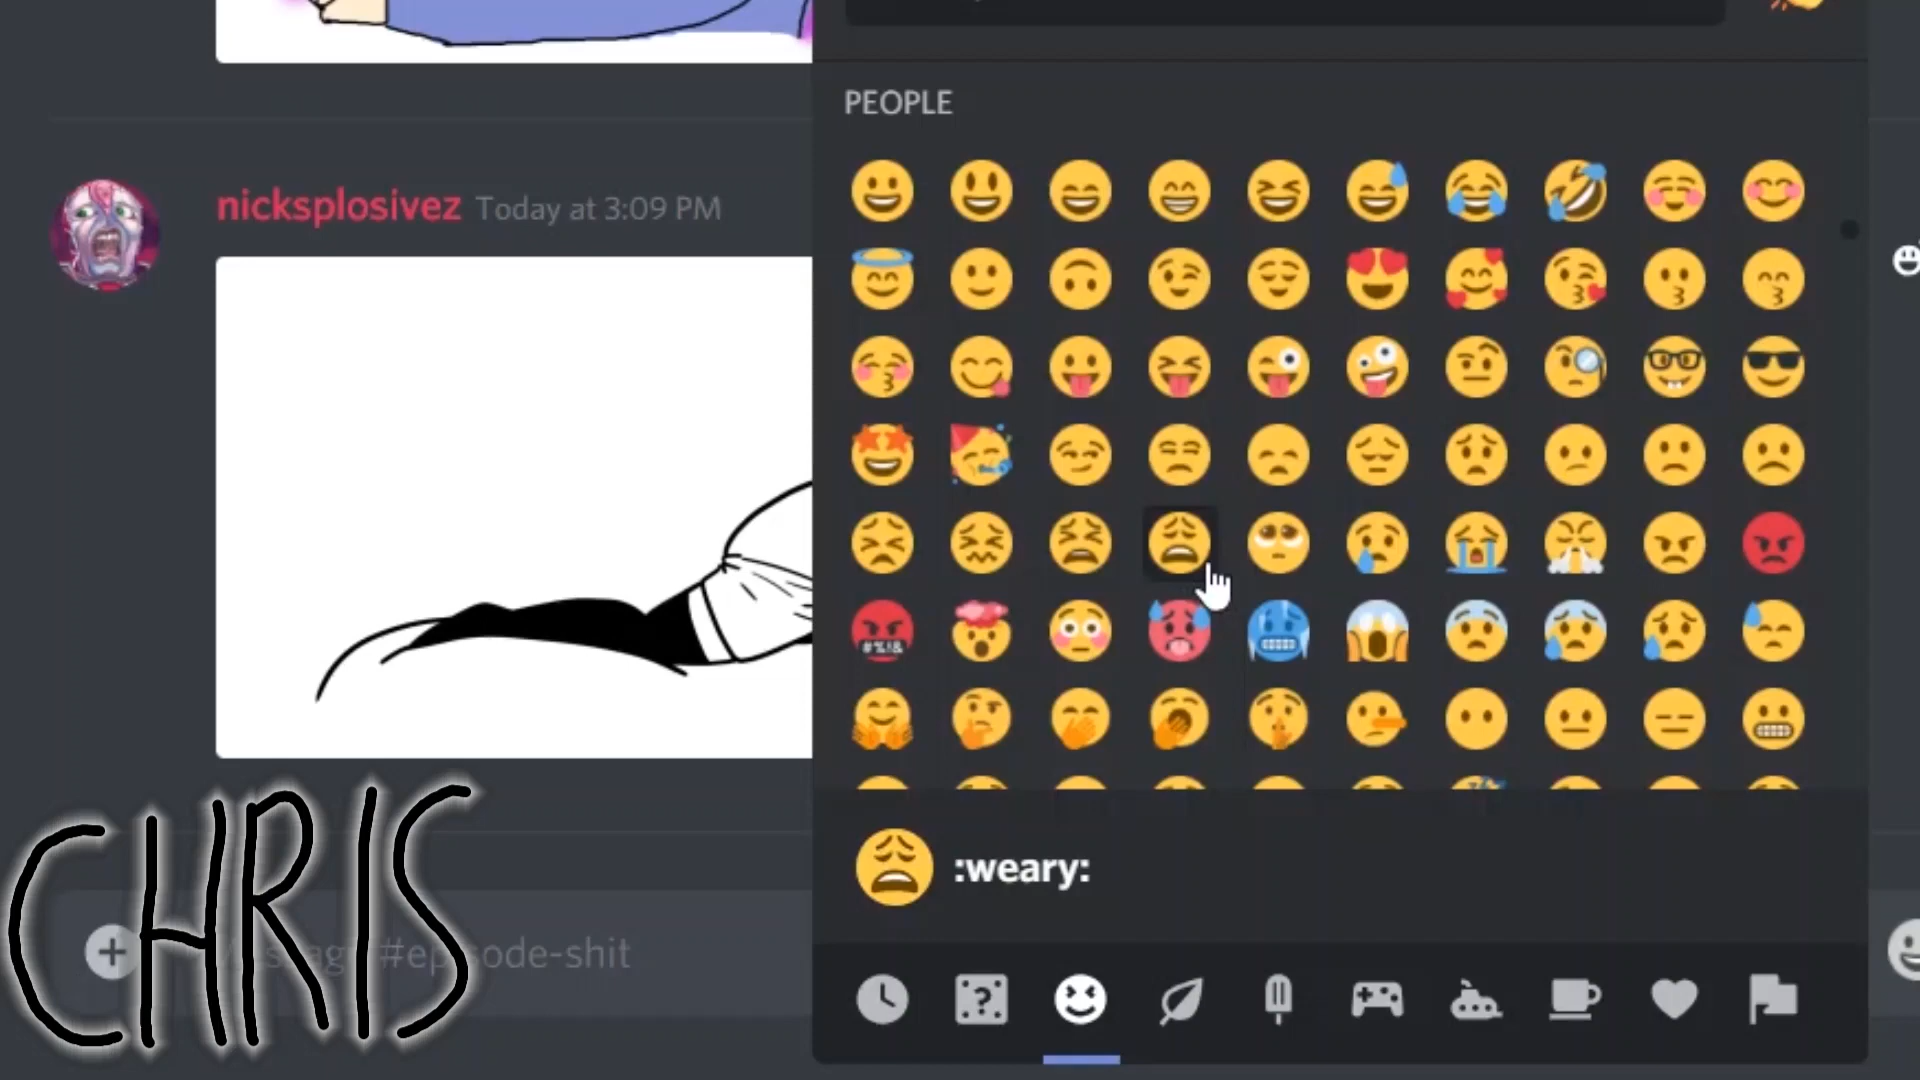 PEOPLE
nicksplosivez Today at 3:09 PM
#%!&
:weary:
CHRIS
#episode-shit
?